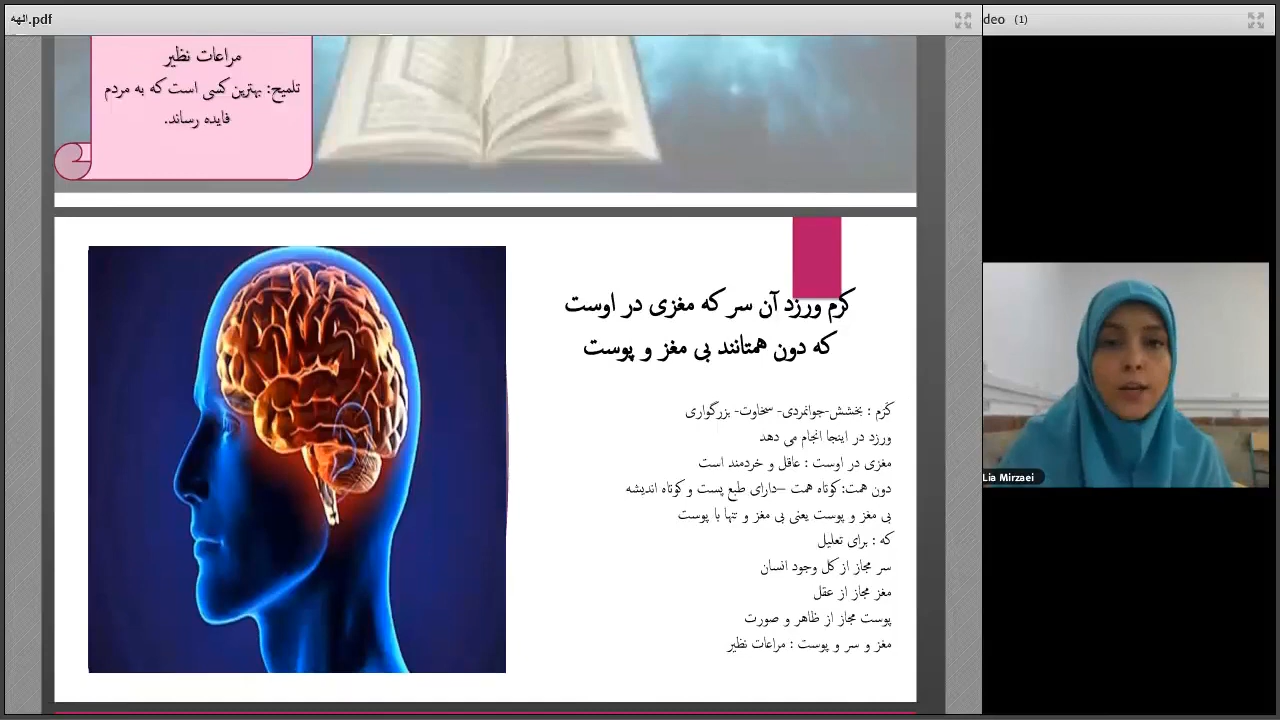 الهه.pdf
deo (1)
مراعات نظیر
تلمیح: بهترین کسی است که به مردم
فایده رساند.
کرم ورزد آن سر که مغزی در اوست
که دون همتانند بی مغز و پوست
کَرَم : بخشش-جوانمردی- سخاوت- بزرگواری
ورزد در اینجا انجام می دهد
مغزی در اوست : عاقل و خردمند است
دون همت:کوتاه همت –دارای طبع پست و کوتاه اندیشه
بی مغز و پوست یعنی بی مغز و تنها با پوست
که : برای تعلیل
سر مجاز از کل وجود انسان
مغز مجاز از عقل
پوست مجاز از ظاهر و صورت
مغز و سر و پوست : مراعات نظیر
Lia Mirzaei